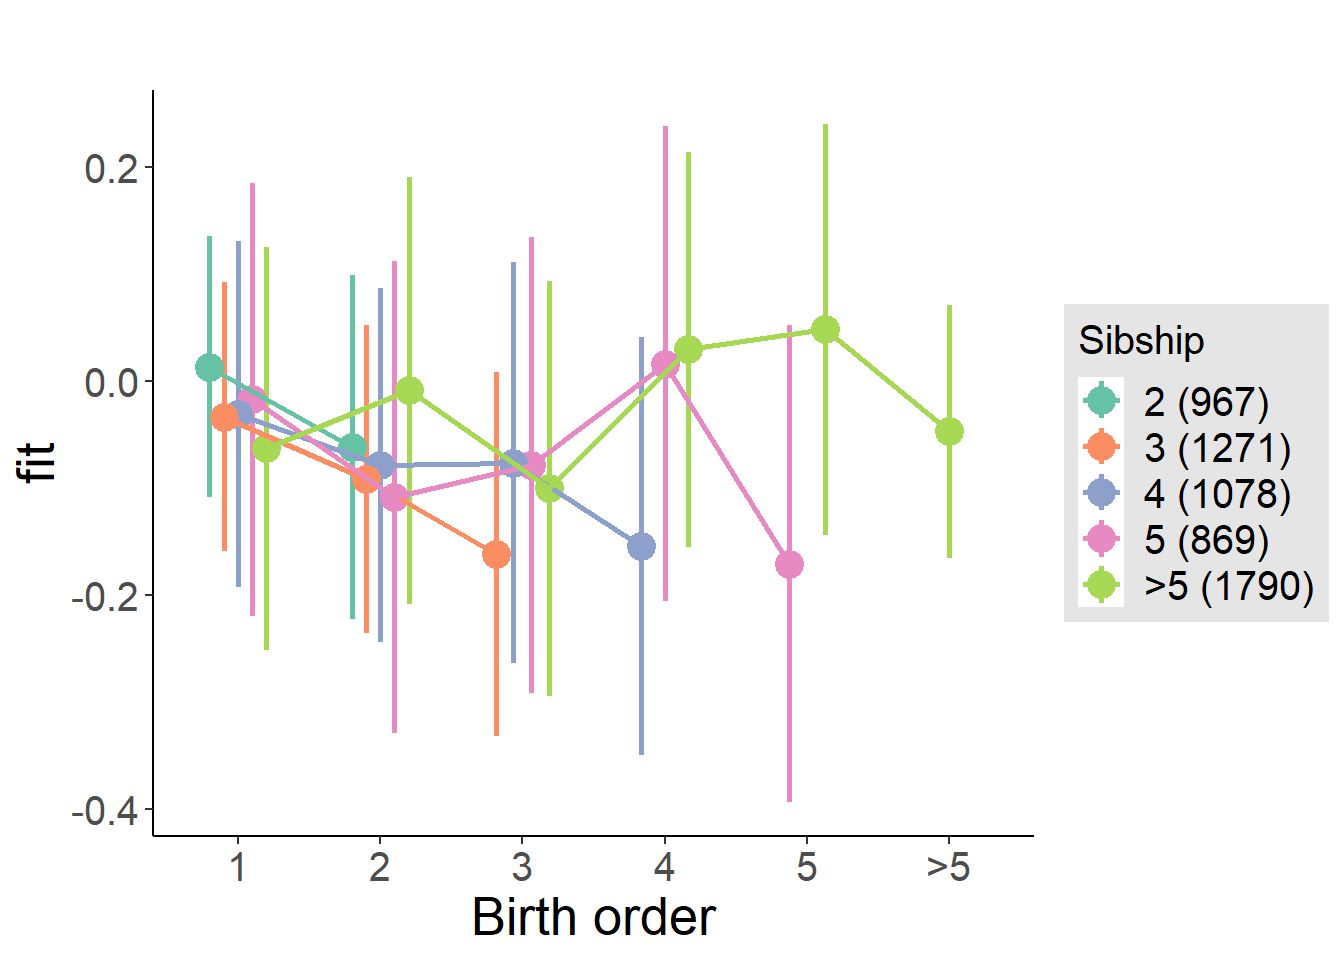 0.2
0.0
-0.2
-0.4
fit
1 2 3 4 5 >5
Birth order
Sibship
2 (967)
3 (1271)
4 (1078)
5 (869)
>5 (1790)